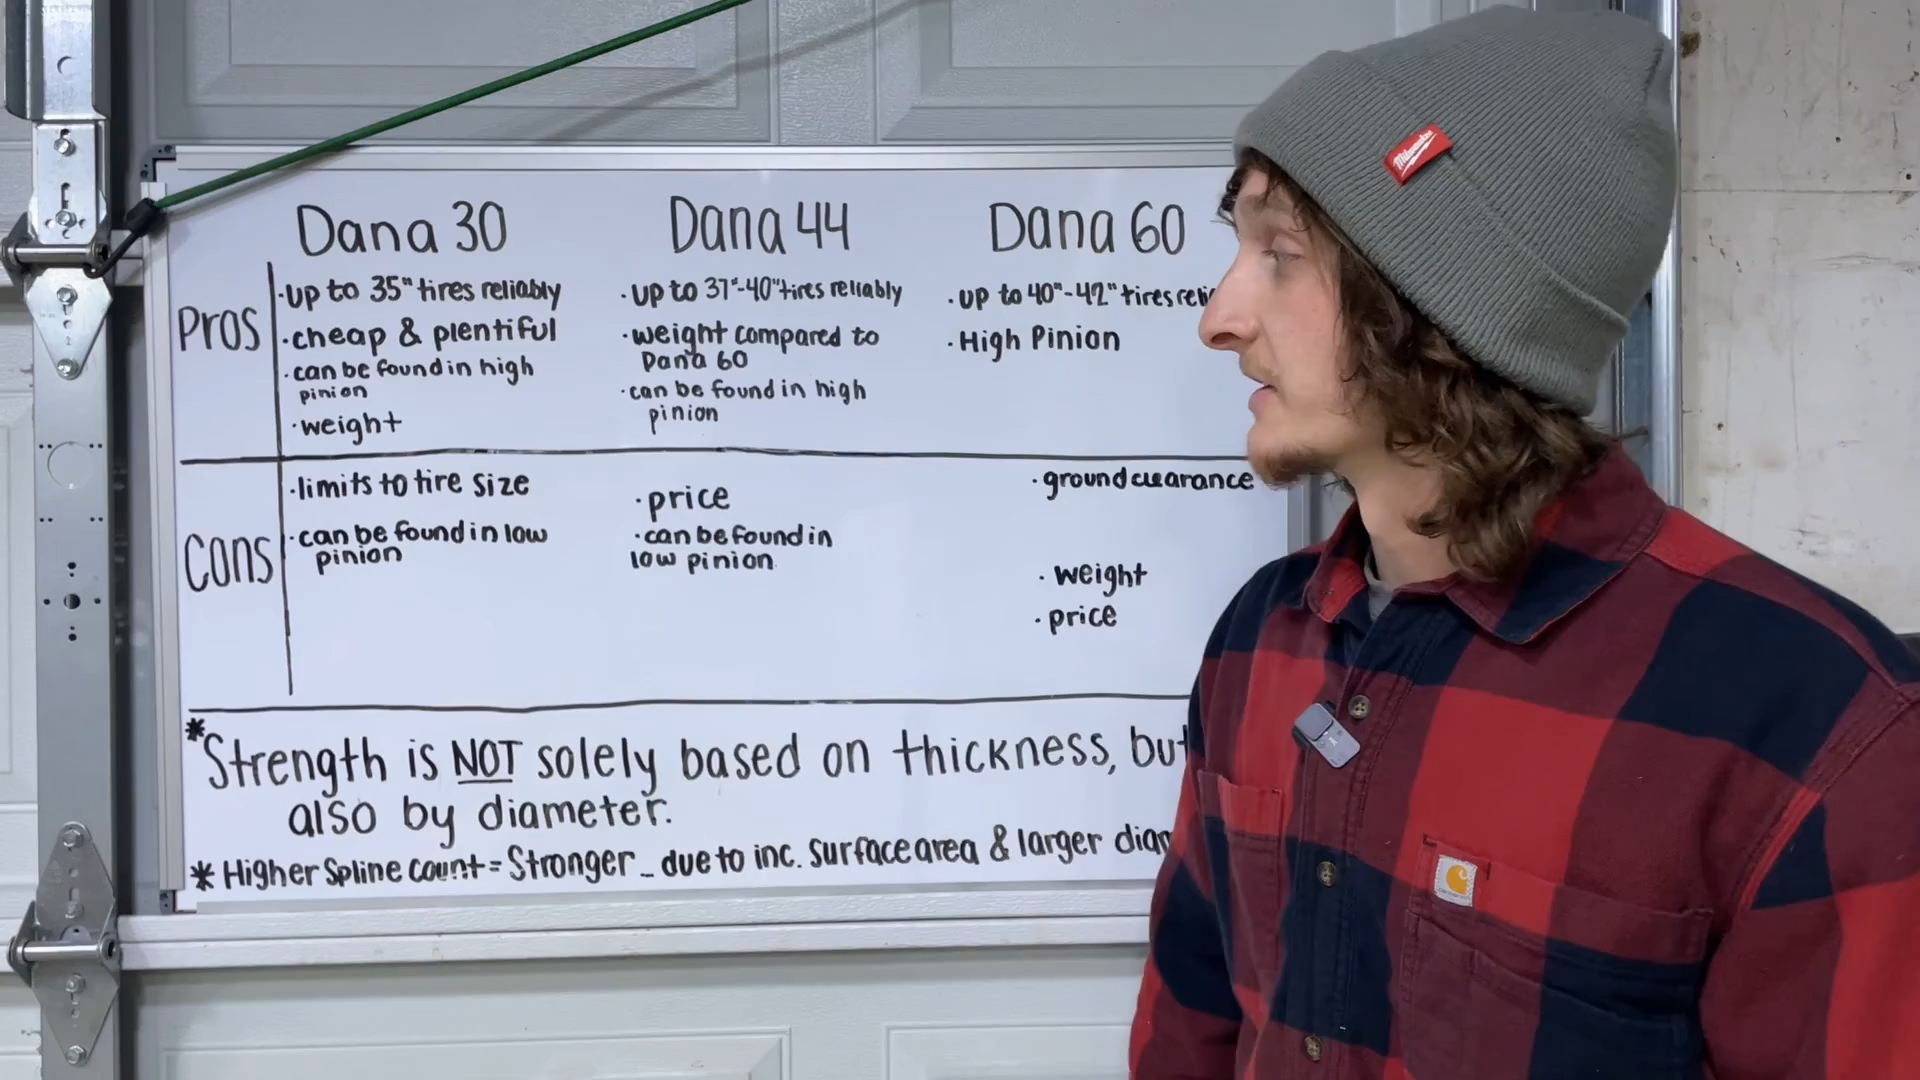 Dana 30
Dana 44
Dana 60
Pros
·up to 35" tires reliably
·cheap & plentiful
·can be found in high
pinion
·weight
·up to 37"-40" tires reliably
·weight compared to
Dana 60
·can be found in high
pinion
·up to 40"-42" tires
·High Pinion
Cons
·limits to tire size
·can be found in low
pinion
·price
·can be found in
low pinion
·ground clearance
·weight
·price
*Strength is NOT solely based on thickness, but
also by diameter.
*Higher Spline count = Stronger _ due to inc. surface area & larger
Milwaukee